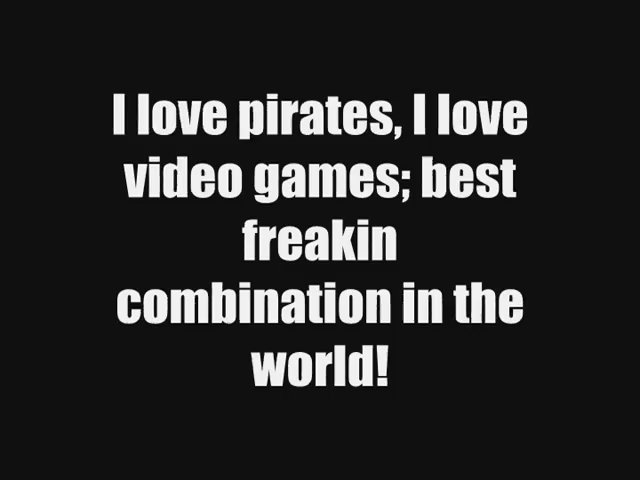 I love pirates, I love
video games; best
freakin
combination in the
world!